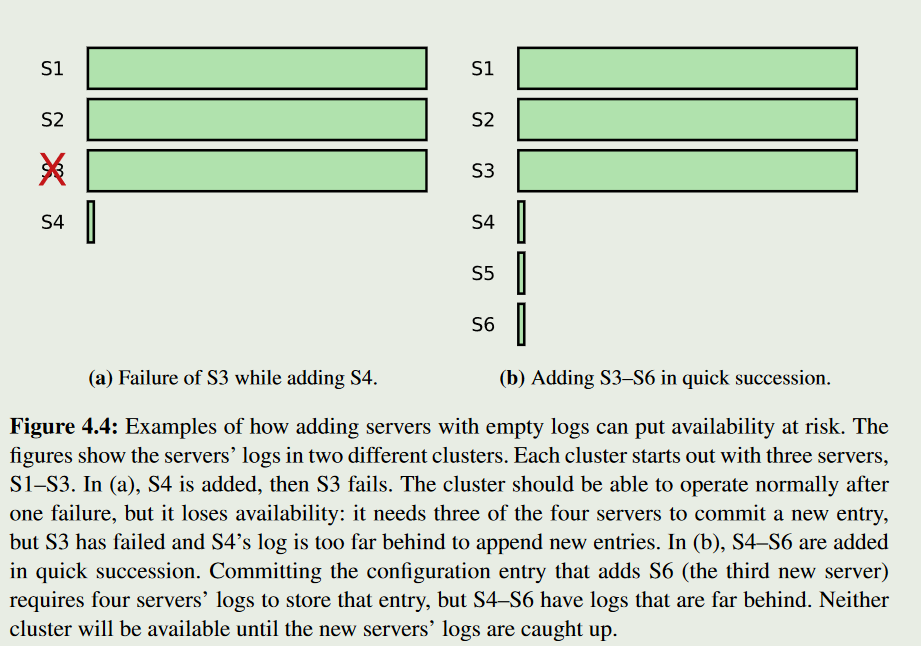 S1
S2
S3
S4
(a) Failure of S3 while adding S4.
S1
S2
S3
S4
S5
S6
(b) Adding S3–S6 in quick succession.
Figure 4.4: Examples of how adding servers with empty logs can put availability at risk. The
figures show the servers’ logs in two different clusters. Each cluster starts out with three servers,
S1–S3. In (a), S4 is added, then S3 fails. The cluster should be able to operate normally after
one failure, but it loses availability: it needs three of the four servers to commit a new entry,
but S3 has failed and S4’s log is too far behind to append new entries. In (b), S4–S6 are added
in quick succession. Committing the configuration entry that adds S6 (the third new server)
requires four servers’ logs to store that entry, but S4–S6 have logs that are far behind. Neither
cluster will be available until the new servers’ logs are caught up.